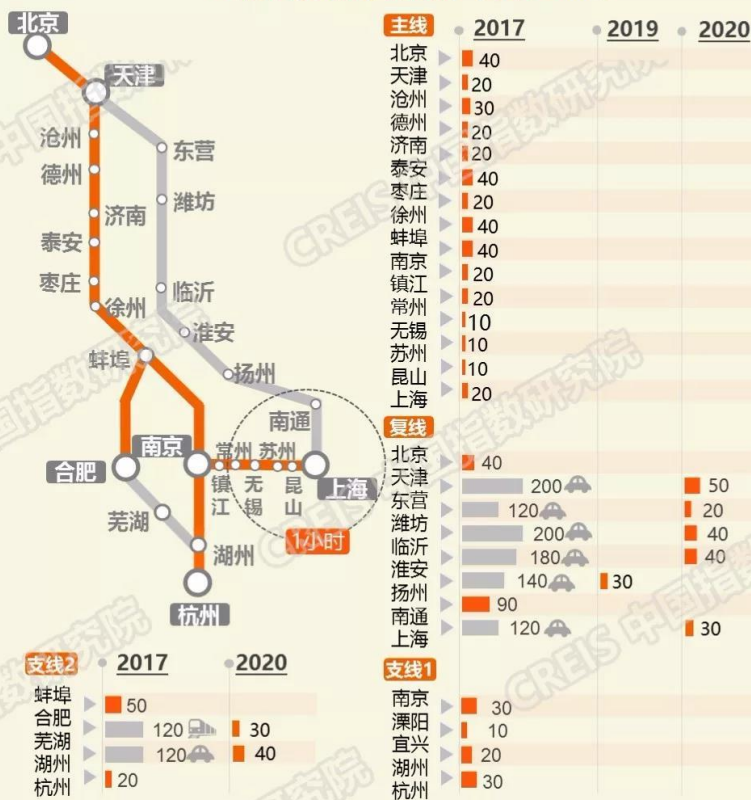 北京
天津
沧州
德州
济南
泰安
枣庄
徐州
蚌埠
东营
潍坊
临沂
淮安
扬州
南通
南京
常州 苏州
镇江
无锡
昆山
上海
合肥
芜湖
湖州
杭州
1小时
主线 2017 2019 2020
北京
40
天津
20
沧州
30
德州
20
济南
20
泰安
40
枣庄
20
徐州
40
蚌埠
40
南京
20
镇江
20
常州
10
无锡
10
苏州
10
昆山
20
上海
复线
北京
40
天津
200 50
东营
120 20
潍坊
200 40
临沂
180 40
淮安
140 30
扬州
90
南通
120 30
上海
支线2 2017 2020
蚌埠
50
合肥
120 30
芜湖
120 40
湖州
20
杭州
支线1
南京
30
溧阳
10
宜兴
20
湖州
30
杭州
CREIS 中国指数研究院